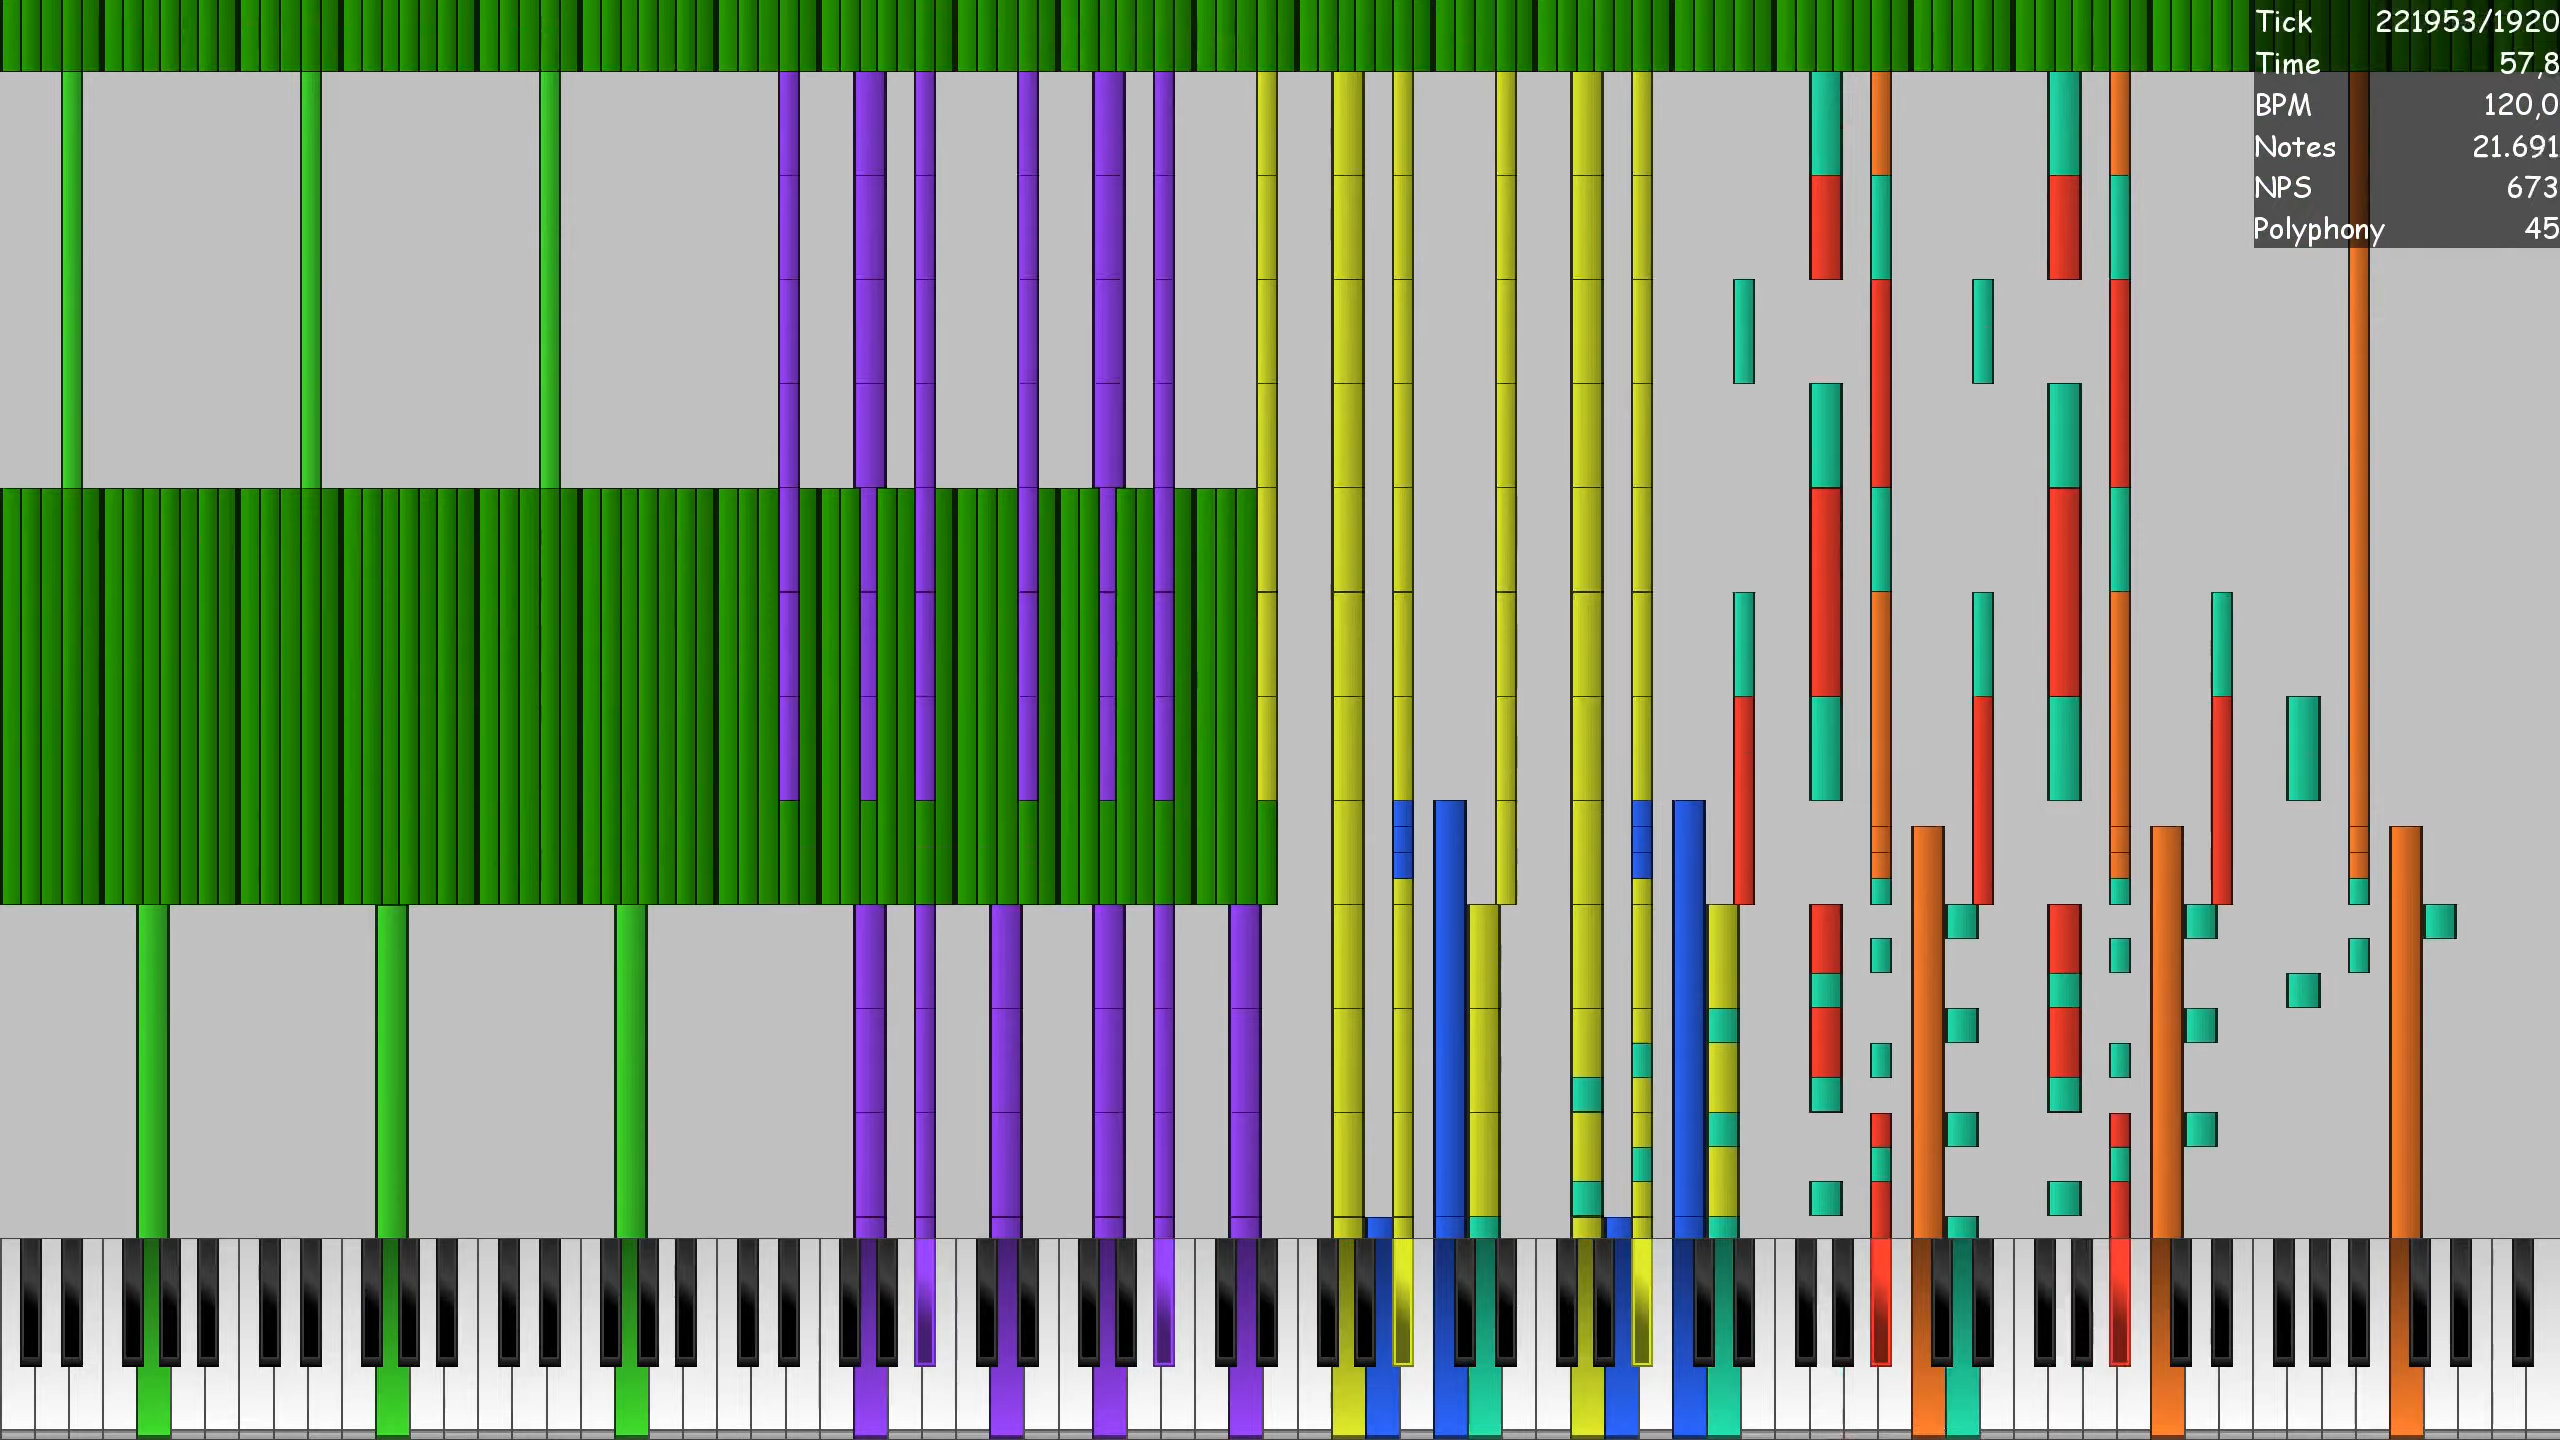 Tick 221953/1920
Time 57,8
BPM 120,0
Notes 21.691
NPS 673
Polyphony 45